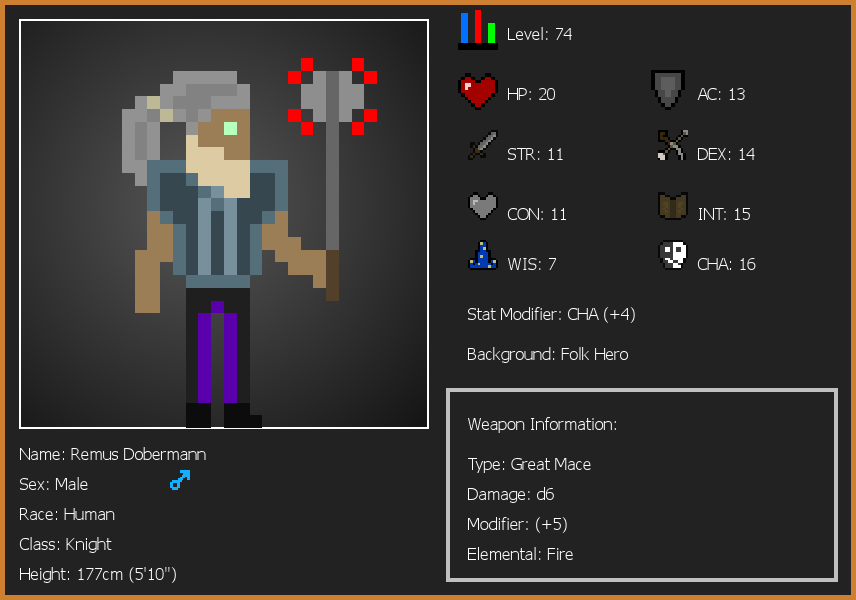 Level: 74
HP: 20
AC: 13
STR: 11
DEX: 14
CON: 11
INT: 15
WIS: 7
CHA: 16
Stat Modifier: CHA (+4)
Background: Folk Hero
Weapon Information:
Type: Great Mace
Damage: d6
Modifier: (+5)
Elemental: Fire
Name: Remus Dobermann
Sex: Male
Race: Human
Class: Knight
Height: 177cm (5'10")